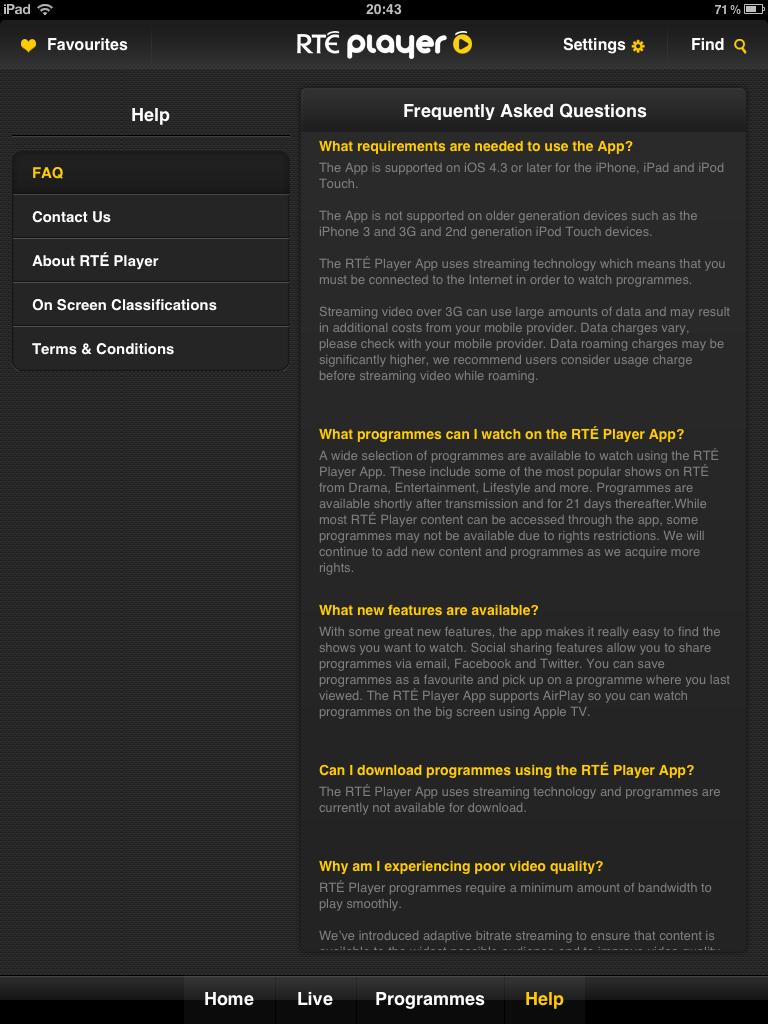 iPad
20:43
71%
Favourites
RTÉ player
Settings
Find
Help
FAQ
Contact Us
About RTÉ Player
On Screen Classifications
Terms & Conditions
Frequently Asked Questions
What requirements are needed to use the App?
The App is supported on iOS 4.3 or later for the iPhone, iPad and iPod
Touch.
The App is not supported on older generation devices such as the
iPhone 3 and 3G and 2nd generation iPod Touch devices.
The RTÉ Player App uses streaming technology which means that you
must be connected to the Internet in order to watch programmes.
Streaming video over 3G can use large amounts of data and may result
in additional costs from your mobile provider. Data charges vary,
please check with your mobile provider. Data roaming charges may be
significantly higher, we recommend users consider usage charge
before streaming video while roaming.
What programmes can I watch on the RTÉ Player App?
A wide selection of programmes are available to watch using the RTÉ
Player App. These include some of the most popular shows on RTÉ
from Drama, Entertainment, Lifestyle and more. Programmes are
available shortly after transmission and for 21 days thereafter.While
most RTÉ Player content can be accessed through the app, some
programmes may not be available due to rights restrictions. We will
continue to add new content and programmes as we acquire more
rights.
What new features are available?
With some great new features, the app makes it really easy to find the
shows you want to watch. Social sharing features allow you to share
programmes via email, Facebook and Twitter. You can save
programmes as a favourite and pick up on a programme where you last
viewed. The RTÉ Player App supports AirPlay so you can watch
programmes on the big screen using Apple TV.
Can I download programmes using the RTÉ Player App?
The RTÉ Player App uses streaming technology and programmes are
currently not available for download.
Why am I experiencing poor video quality?
RTÉ Player programmes require a minimum amount of bandwidth to
play smoothly.
We've introduced adaptive bitrate streaming to ensure that content is
available to the widest possible audience and to improve video quality
Home
Live
Programmes
Help